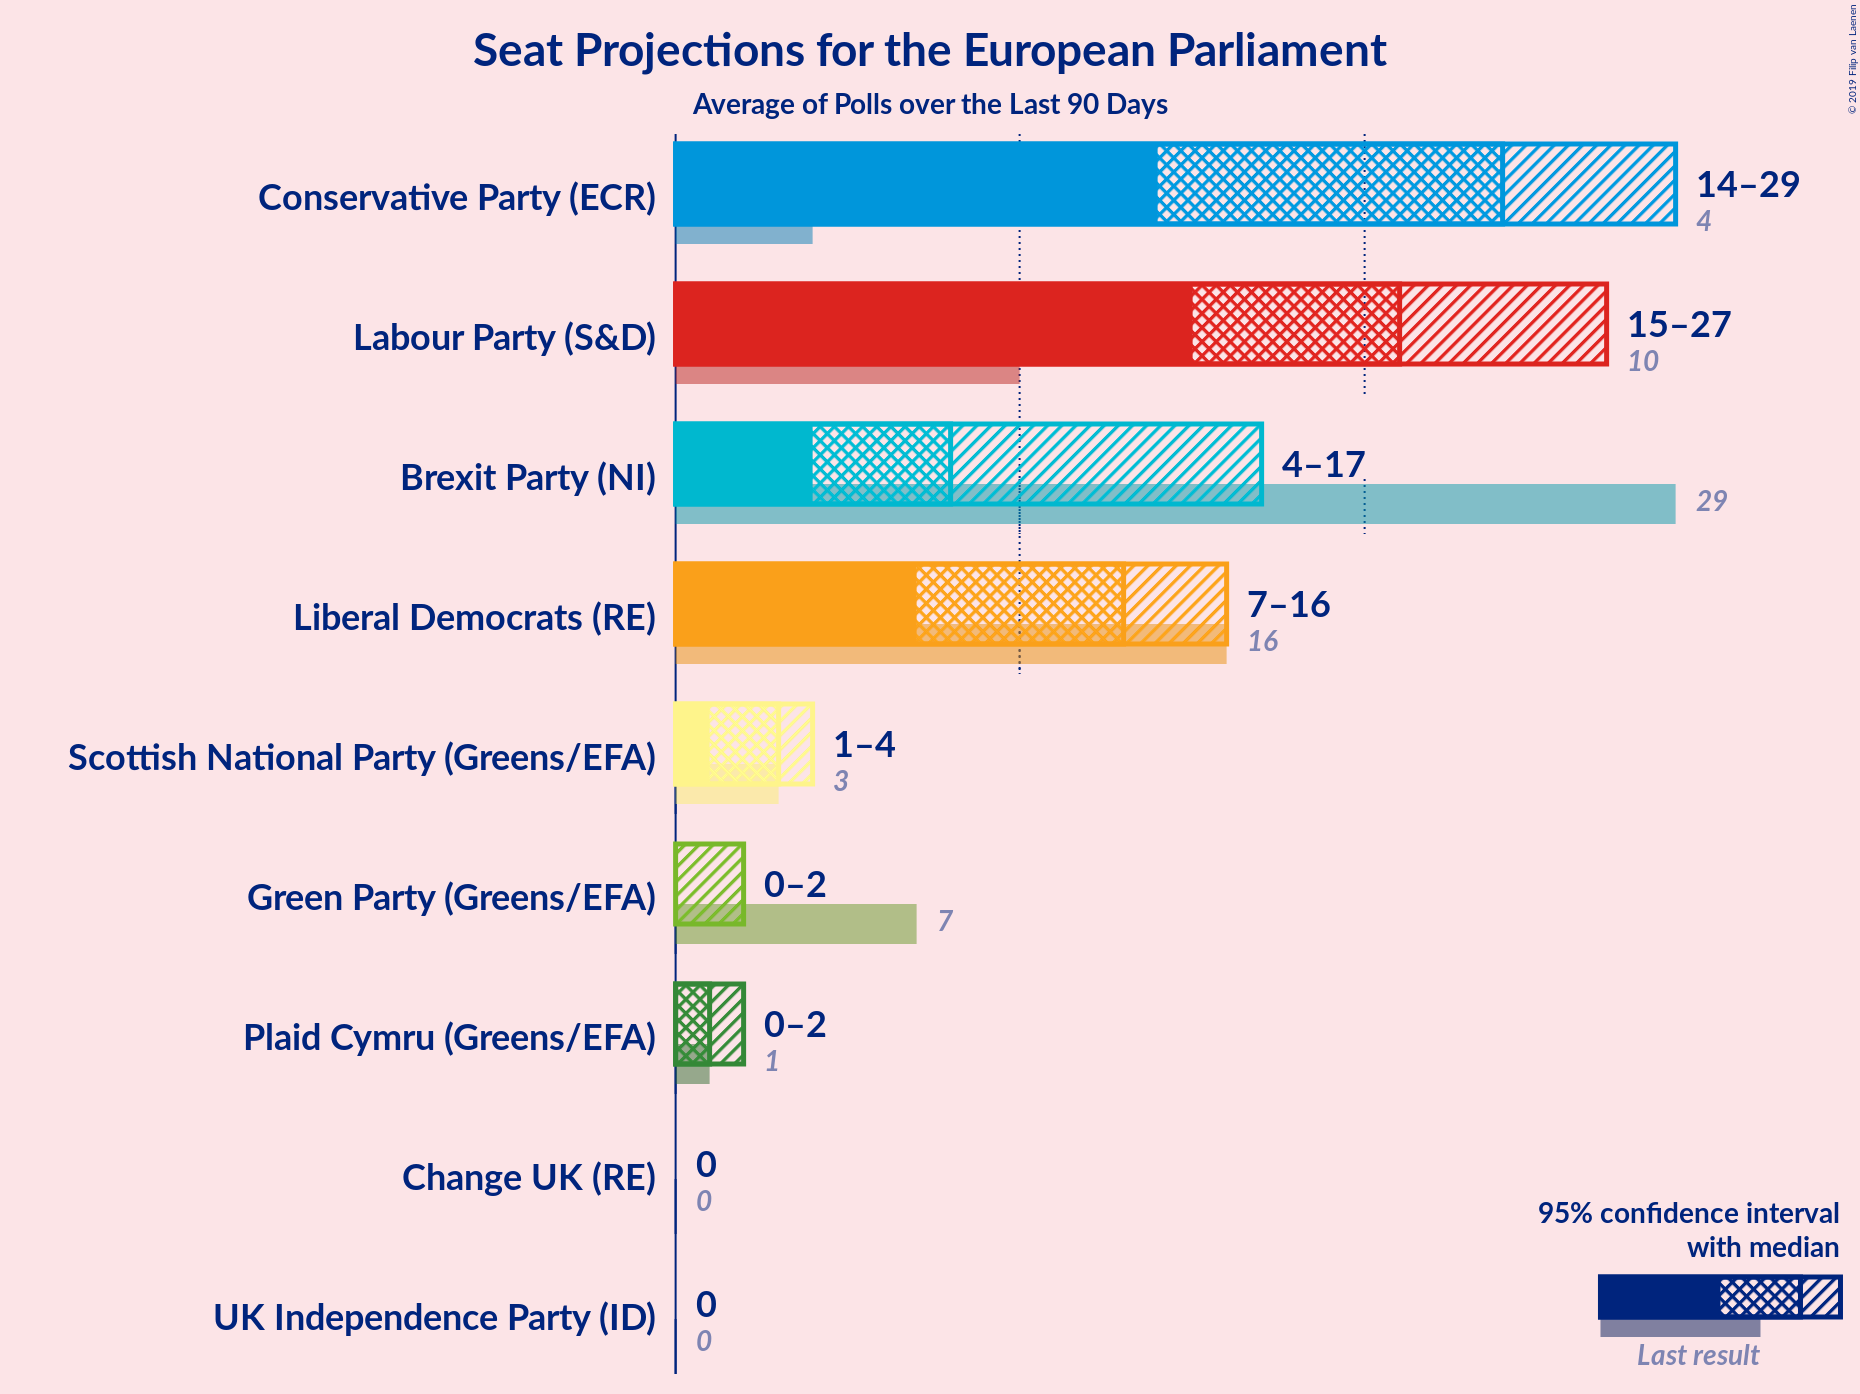 Seat Projections for the European Parliament
Average of Polls over the Last 90 Days
© 2019 Filip van Laenen
Conservative Party (ECR)
14–29
4
Labour Party (S&D)
15–27
10
Brexit Party (NI)
4–17
29
Liberal Democrats (RE)
7–16
16
Scottish National Party (Greens/EFA)
1–4
3
Green Party (Greens/EFA)
0–2
7
Plaid Cymru (Greens/EFA)
0–2
1
Change UK (RE)
0
0
UK Independence Party (ID)
0
0
95% confidence interval
with median
Last result